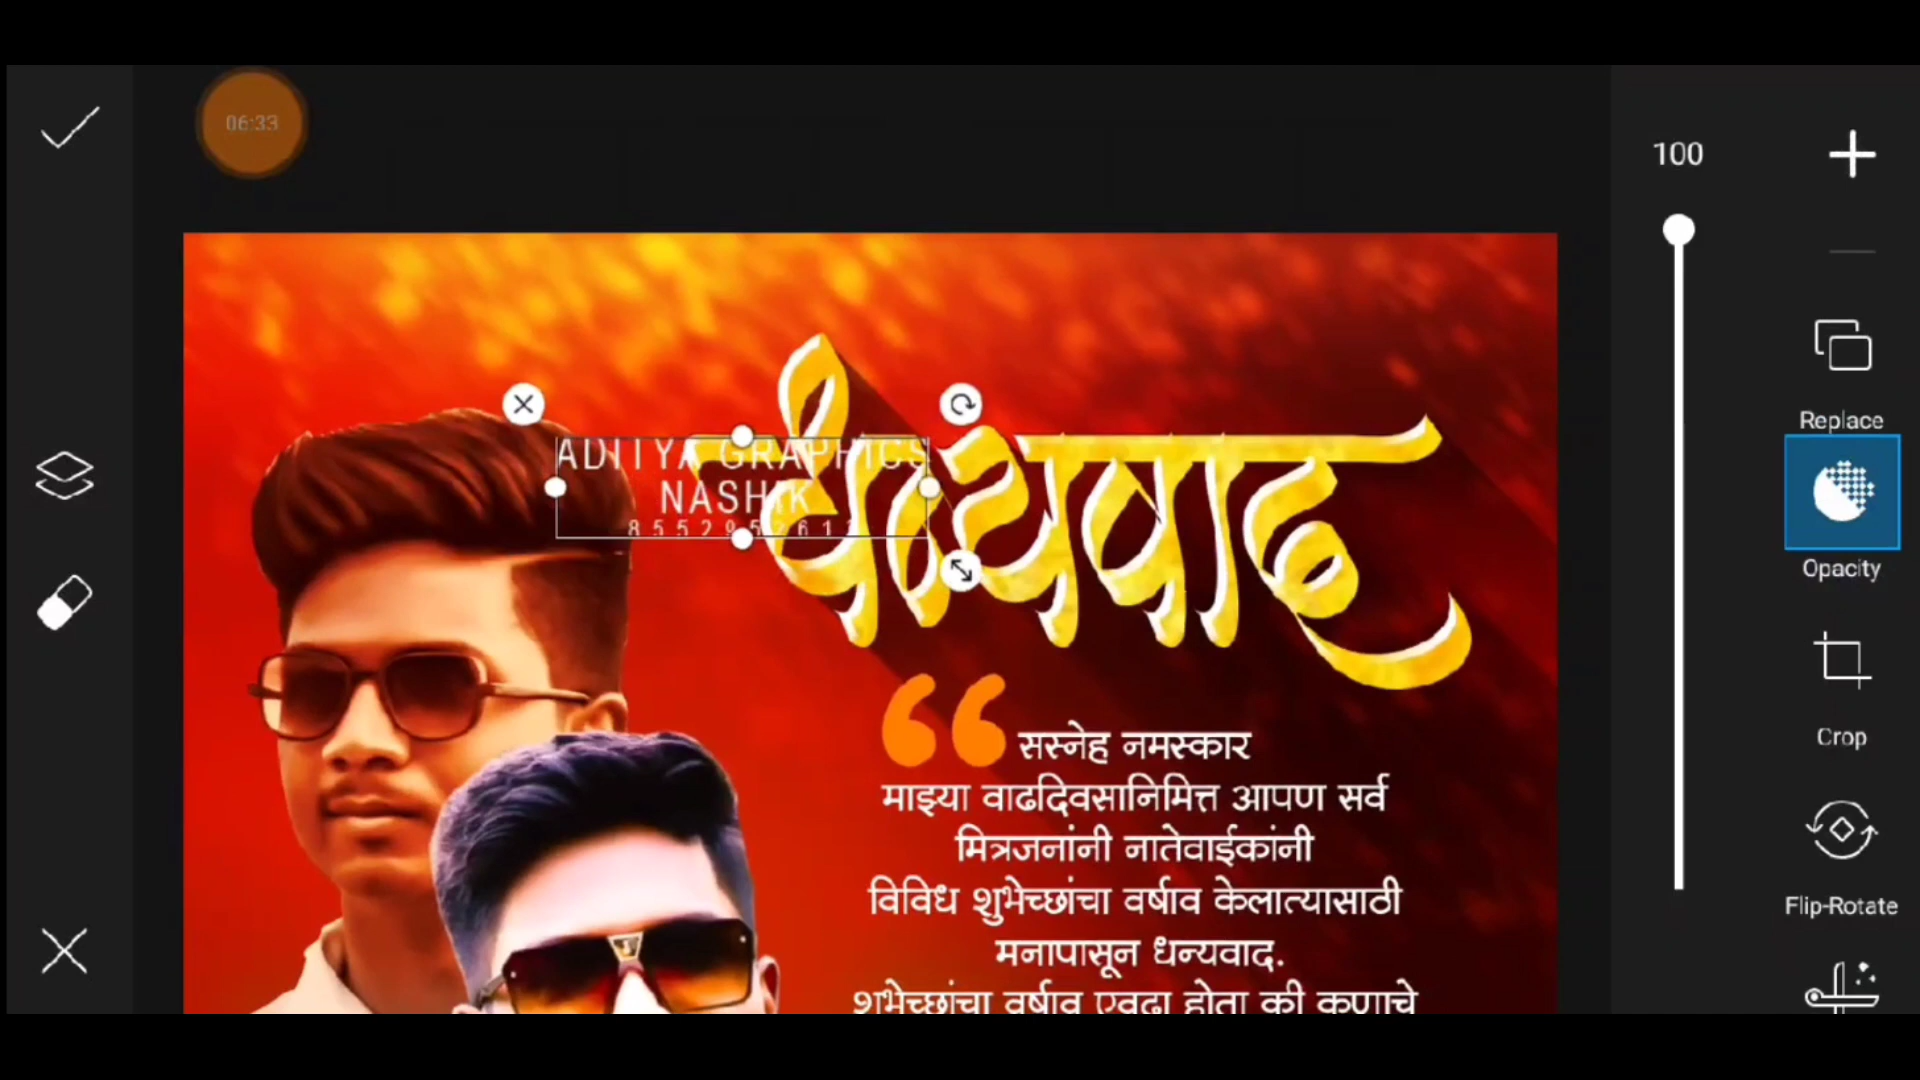 06:33
100
Replace
Opacity
Crop
Flip-Rotate
ADITYA GRAPHICS
NASHIK
धन्यवाद
“ सस्नेह नमस्कार
माझ्या वाढदिवसानिमित्त आपण सर्व
मित्रजनांनी नातेवाईकांनी
विविध शुभेच्छांचा वर्षाव केलात्यासाठी
मनापासून धन्यवाद.
शुभेच्छांचा वर्षाव एवढा होता की कुणाचे